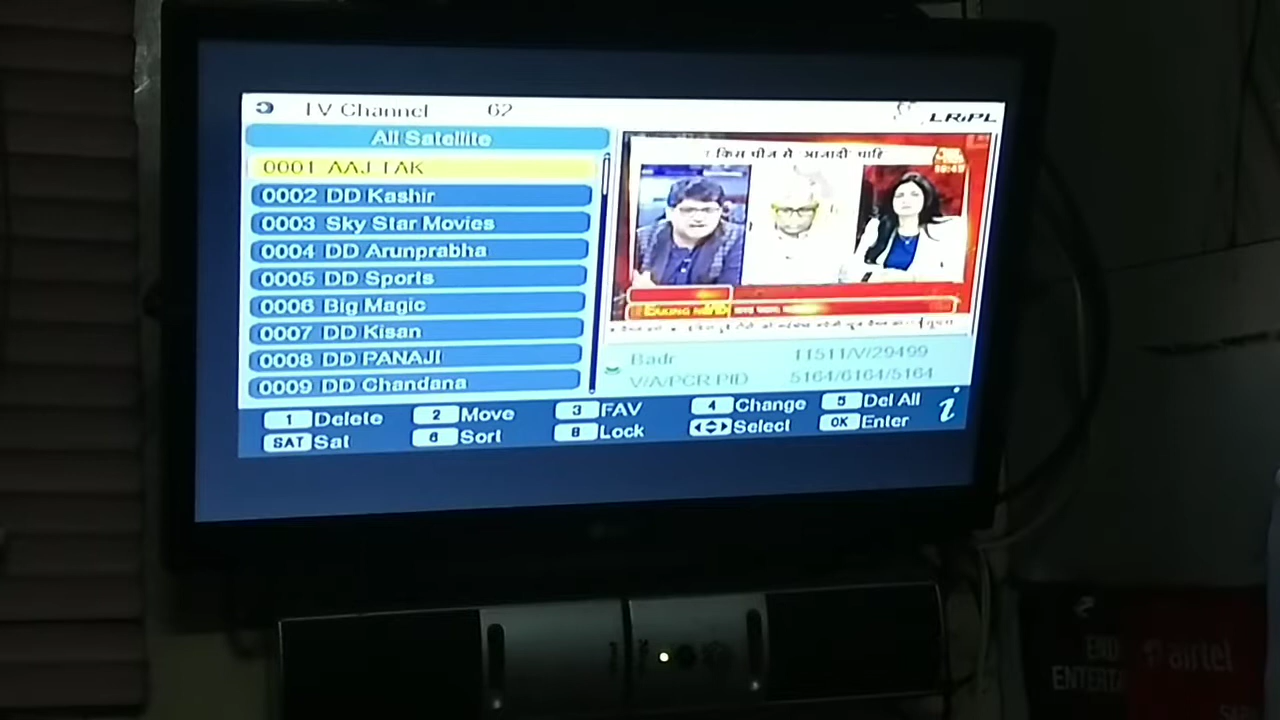 TV Channel 62
LRIPL
All Satellite
0001 AAJ TAK
0002 DD Kashir
0003 Sky Star Movies
0004 DD Arunprabha
0005 DD Sports
0006 Big Magic
0007 DD Kisan
0008 DD PANAJI
0009 DD Chandana
किस चीज से 'आजादी' चाहि
Badr 11511/V/29499
V/A/PCR PID 5164/6164/5164
1 Delete 2 Move 3 FAV 4 Change 5 Del All
SAT Sat 6 Sort 8 Lock Select OK Enter
i
airtel
END
ENTERTA